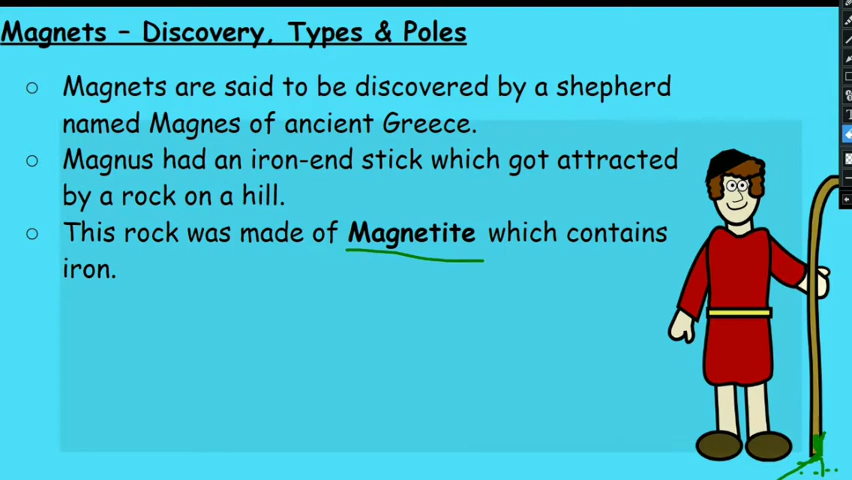 Magnets – Discovery, Types & Poles
○ Magnets are said to be discovered by a shepherd
named Magnes of ancient Greece.
○ Magnus had an iron-end stick which got attracted
by a rock on a hill.
○ This rock was made of Magnetite which contains
iron.